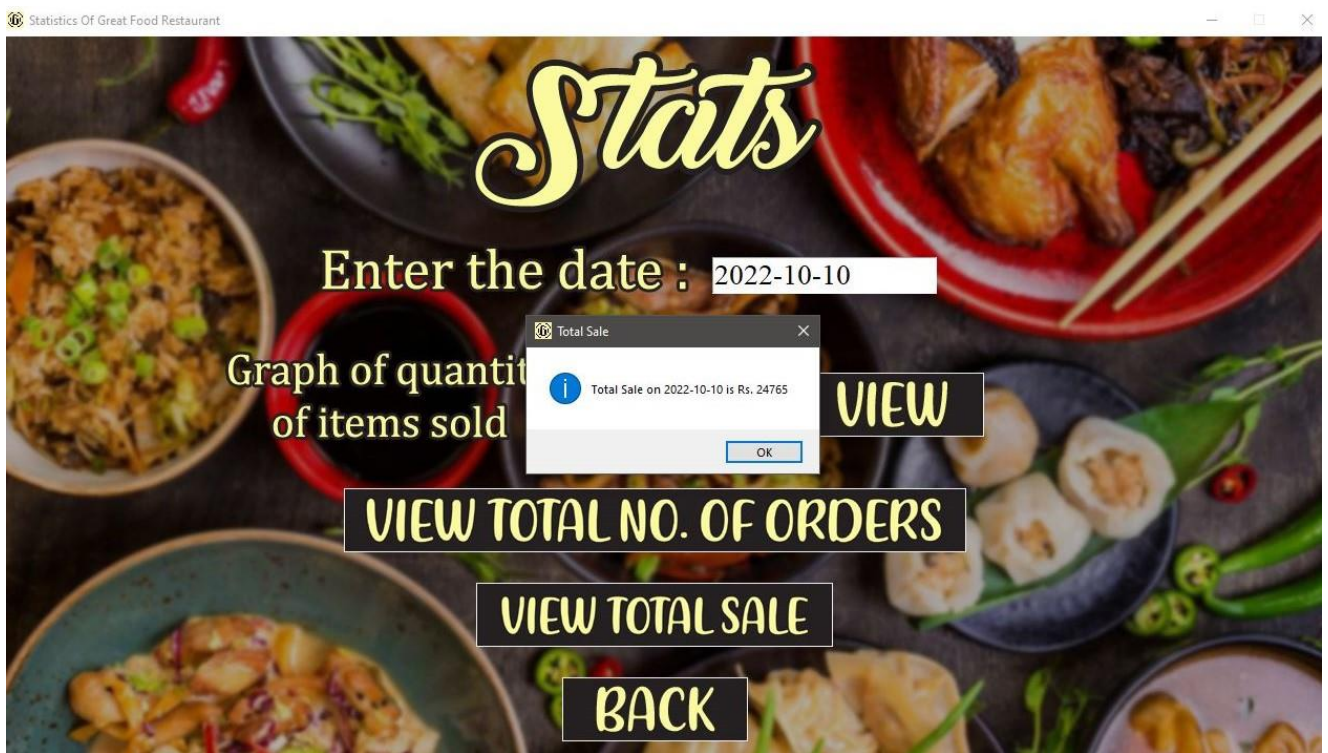 Statistics Of Great Food Restaurant
Stats
Enter the date : 2022-10-10
Total Sale
Graph of quantit
of items sold
Total Sale on 2022-10-10 is Rs. 24765
OK
VIEW
VIEW TOTAL NO. OF ORDERS
VIEW TOTAL SALE
BACK